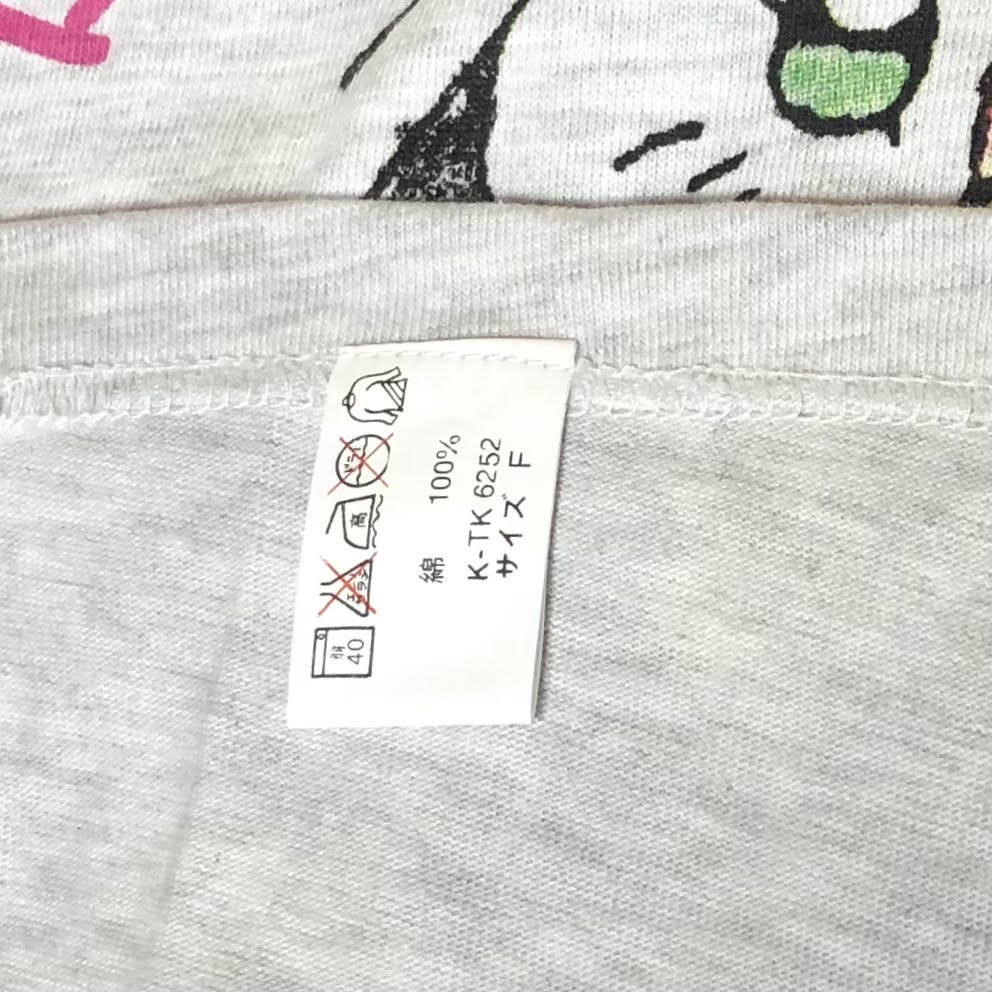 弱
40
エンソ
サラシ
高
ドライ
綿 100%
K-TK 6252
サイズ F